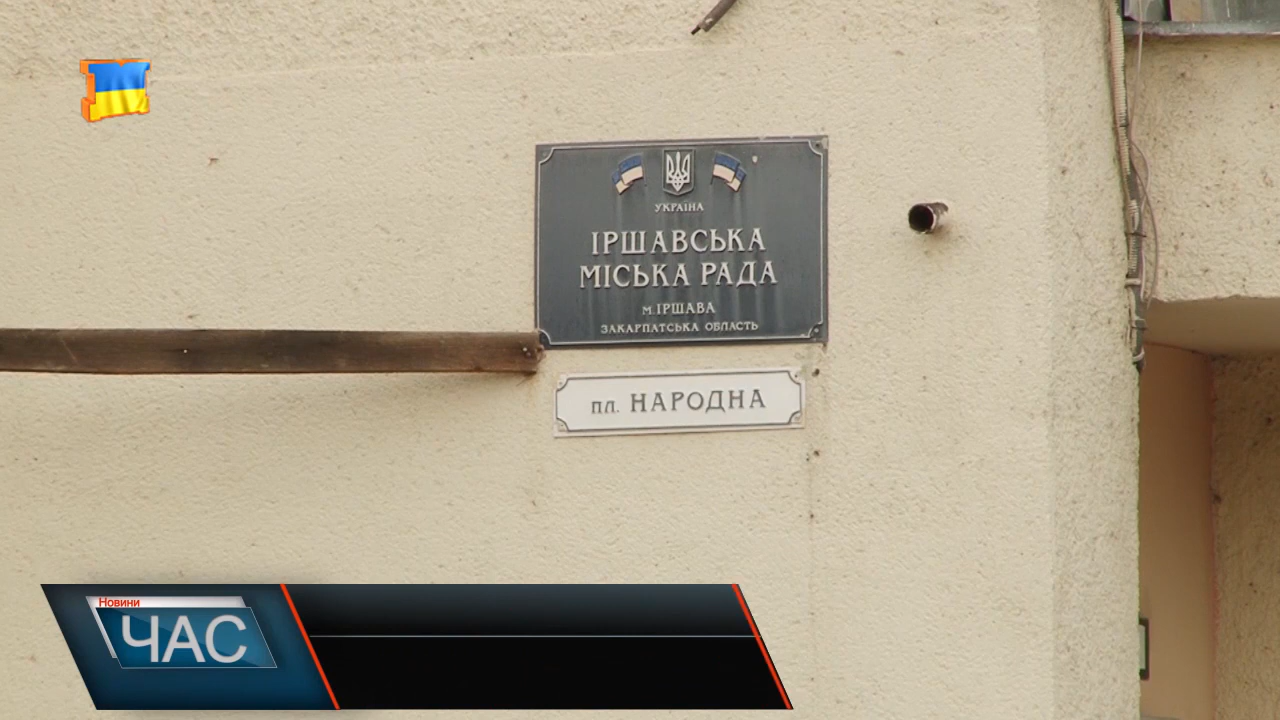 УКРАЇНА
ІРШАВСЬКА
МІСЬКА РАДА
м. ІРШАВА
ЗАКАРПАТСЬКА ОБЛАСТЬ
пл. НАРОДНА
Новини
ЧАС